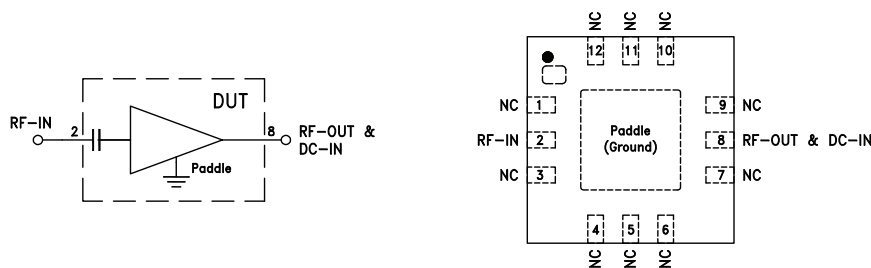 DUT
RF-IN
2
8
RF-OUT &
DC-IN
Paddle
NC
NC
NC
12
11
10
NC
1
9
NC
RF-IN
2
Paddle
(Ground)
8
RF-OUT & DC-IN
NC
3
7
NC
4
5
6
NC
NC
NC